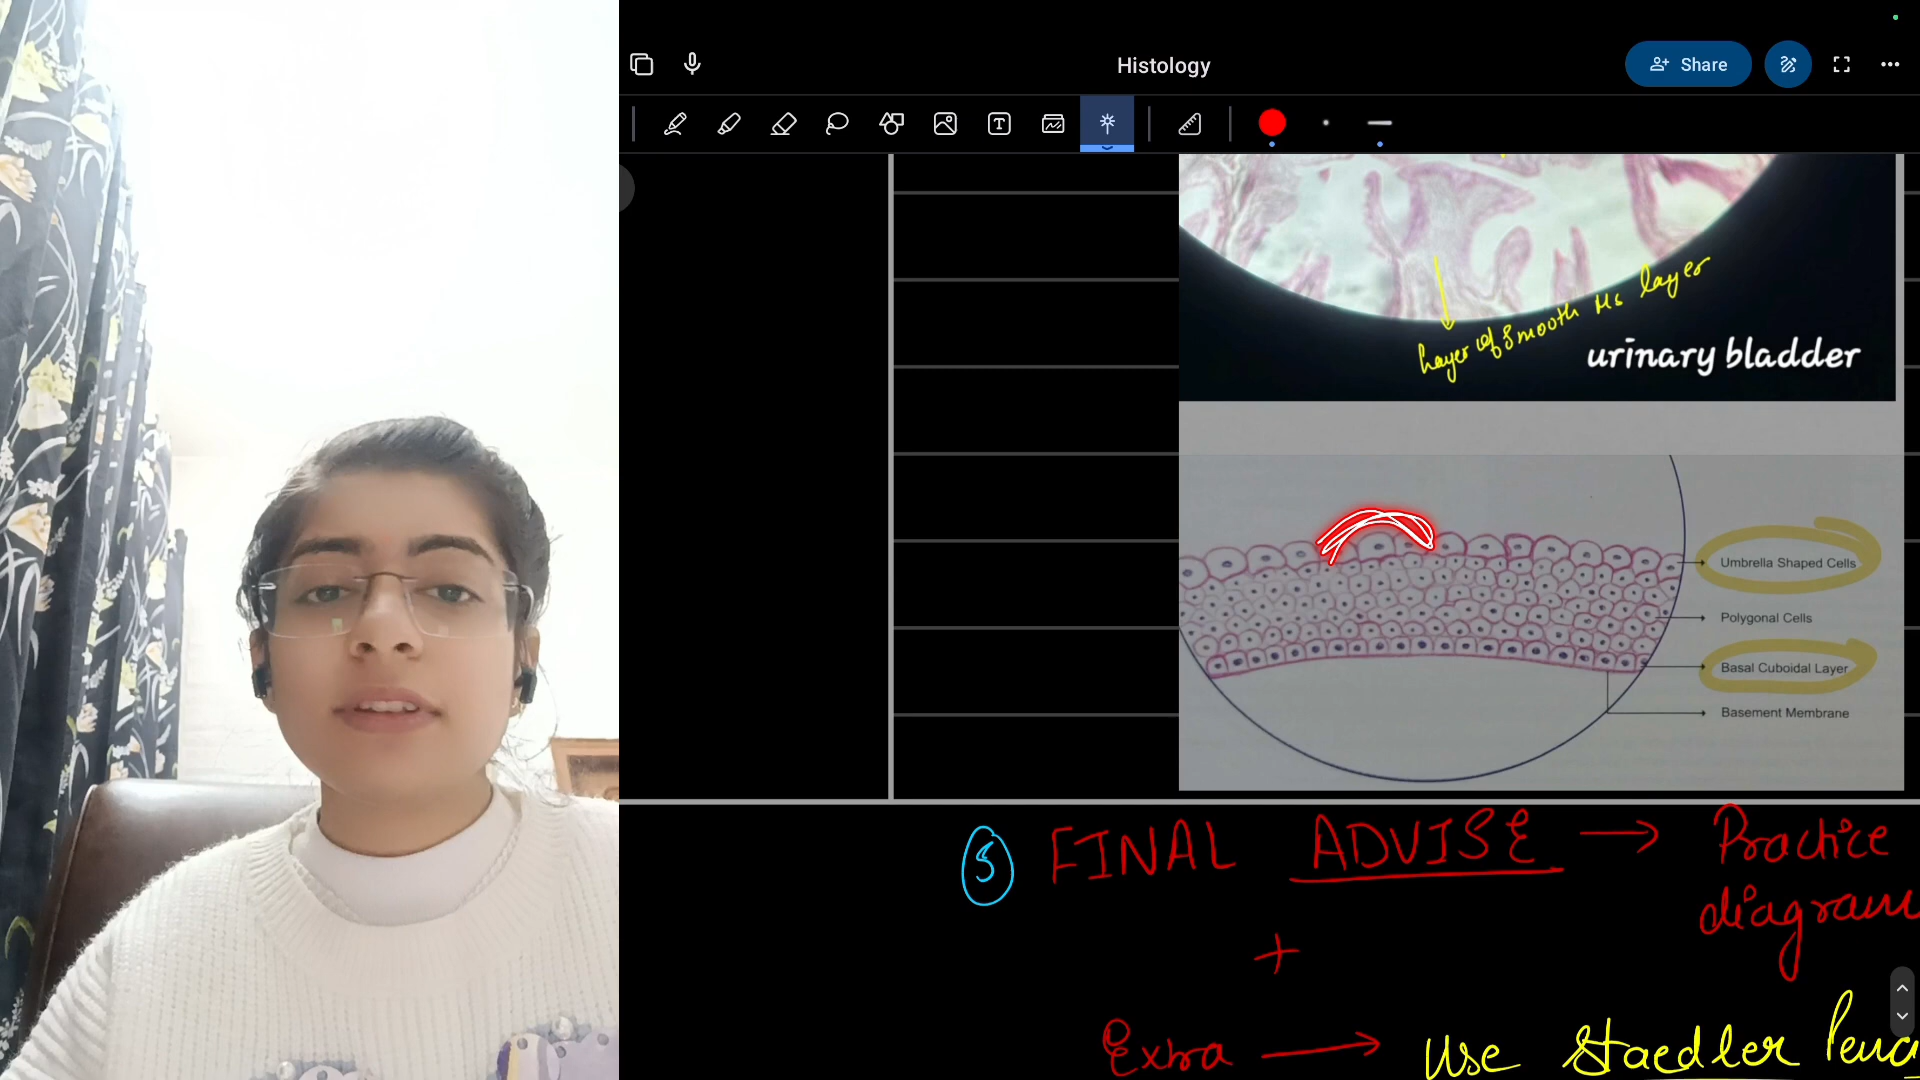 Histology
Share
Layer of Smooth Ms layer
urinary bladder
Umbrella Shaped Cells
Polygonal Cells
Basal Cuboidal Layer
Basement Membrane
5 FINAL ADVISE → Practice
diagram
+
Extra → Use Staedler